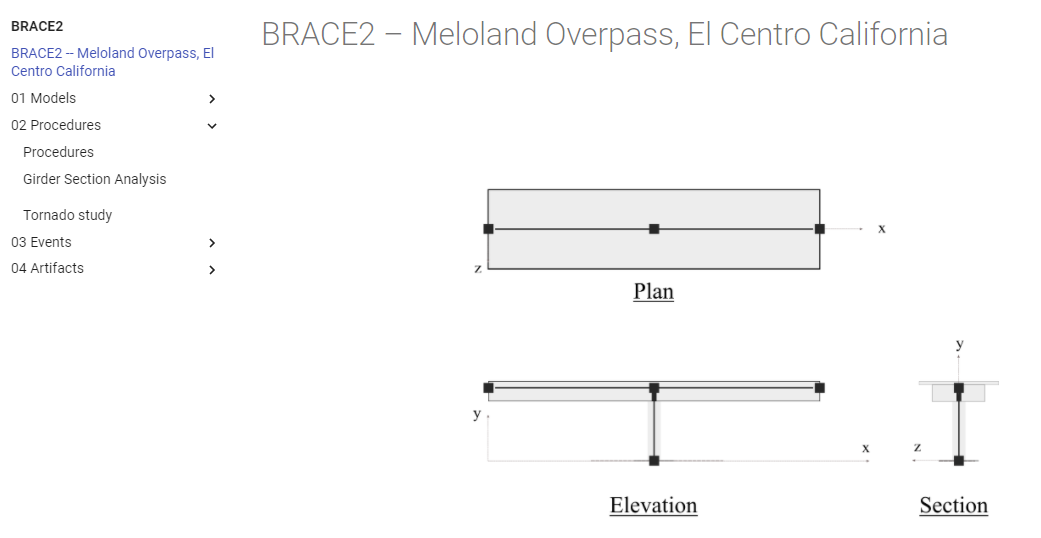 BRACE2
BRACE2 -- Meloland Overpass, El
Centro California
01 Models
02 Procedures
Procedures
Girder Section Analysis
Tornado study
03 Events
04 Artifacts
BRACE2 – Meloland Overpass, El Centro California
x
z
Plan
y
y
x
z
Elevation
Section